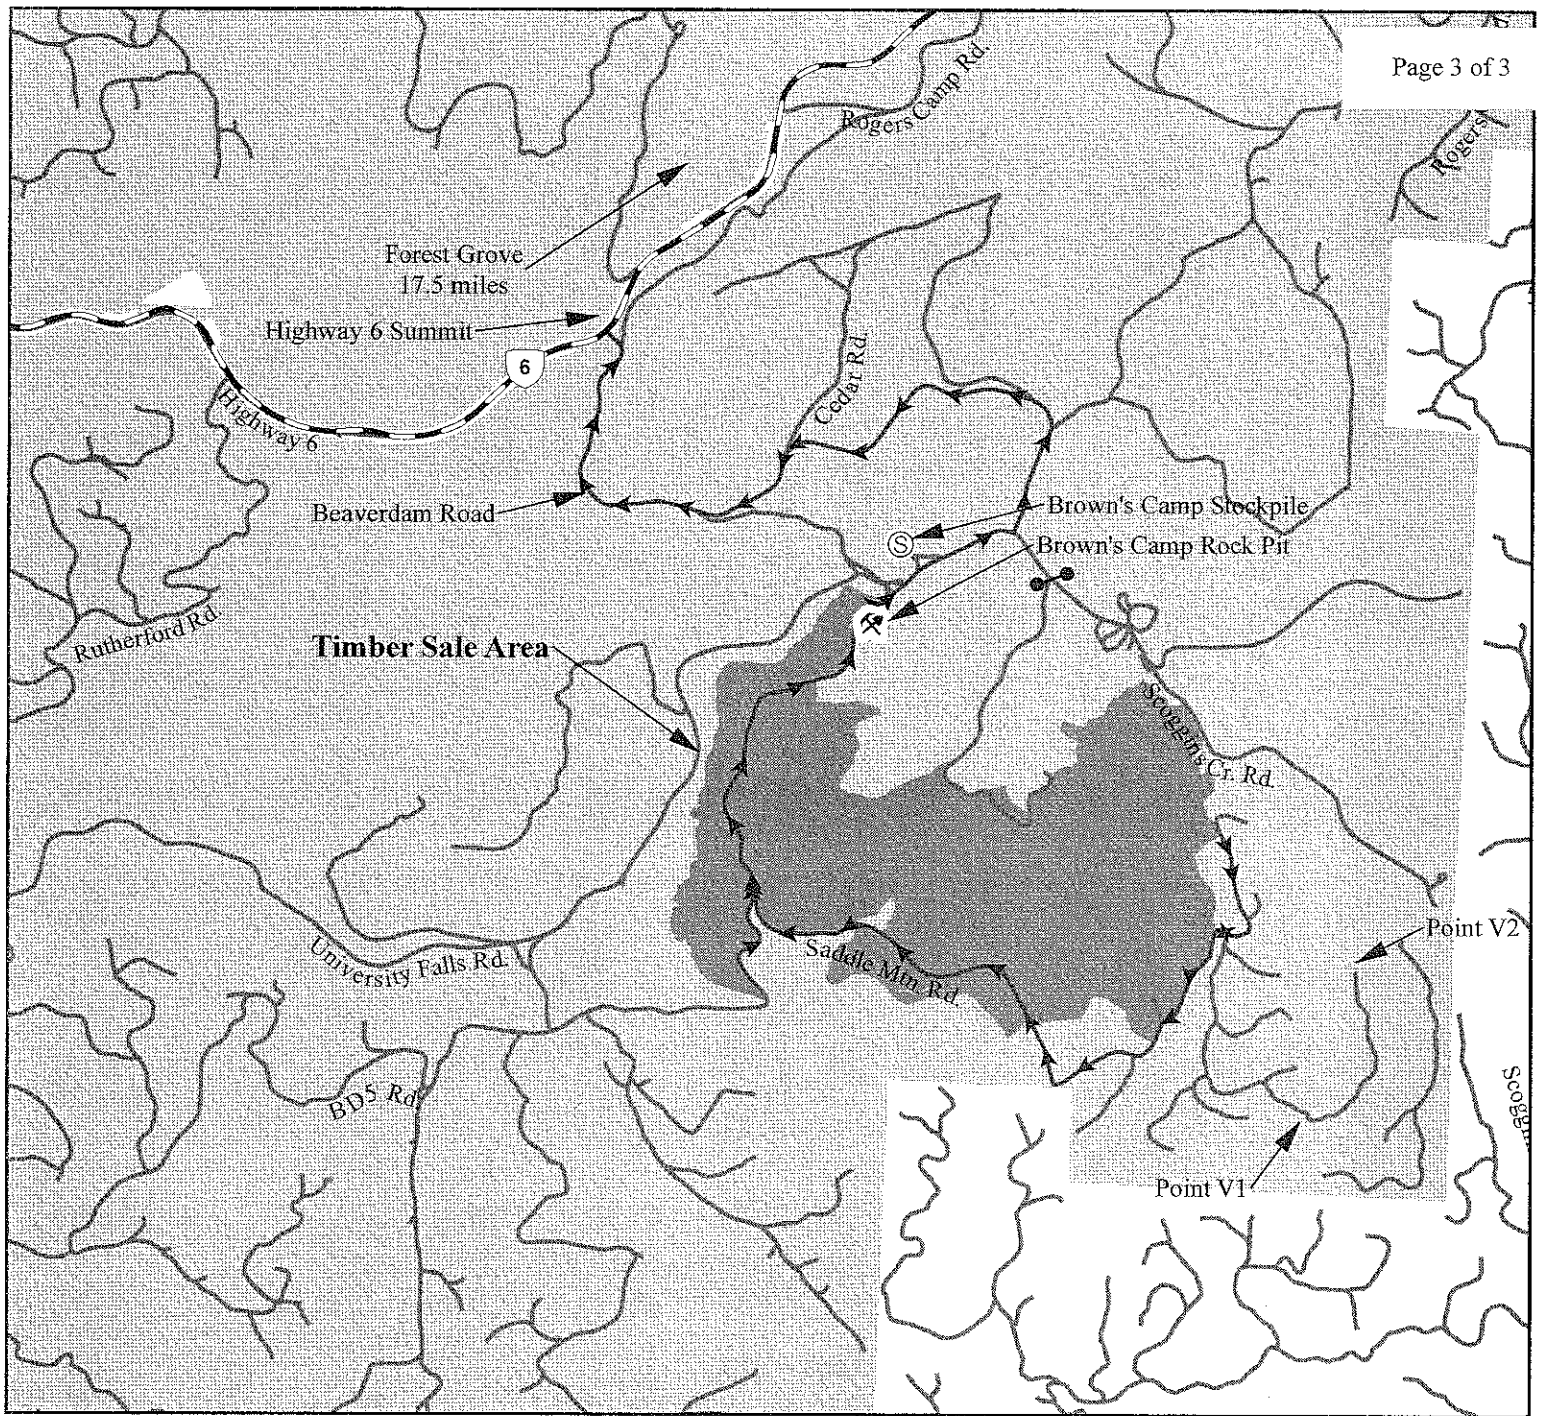 Page 3 of 3
Rogers Camp Rd.
Rogers
Forest Grove
17.5 miles
Highway 6 Summit
6
Highway 6
Cedar Rd.
Beaverdam Road
Brown's Camp Stockpile
S
Brown's Camp Rock Pit
Rutherford Rd
Timber Sale Area
Scoggins Cr. Rd.
Point V2
University Falls Rd.
Saddle Mtn. Rd.
BD5 Rd
Point V1